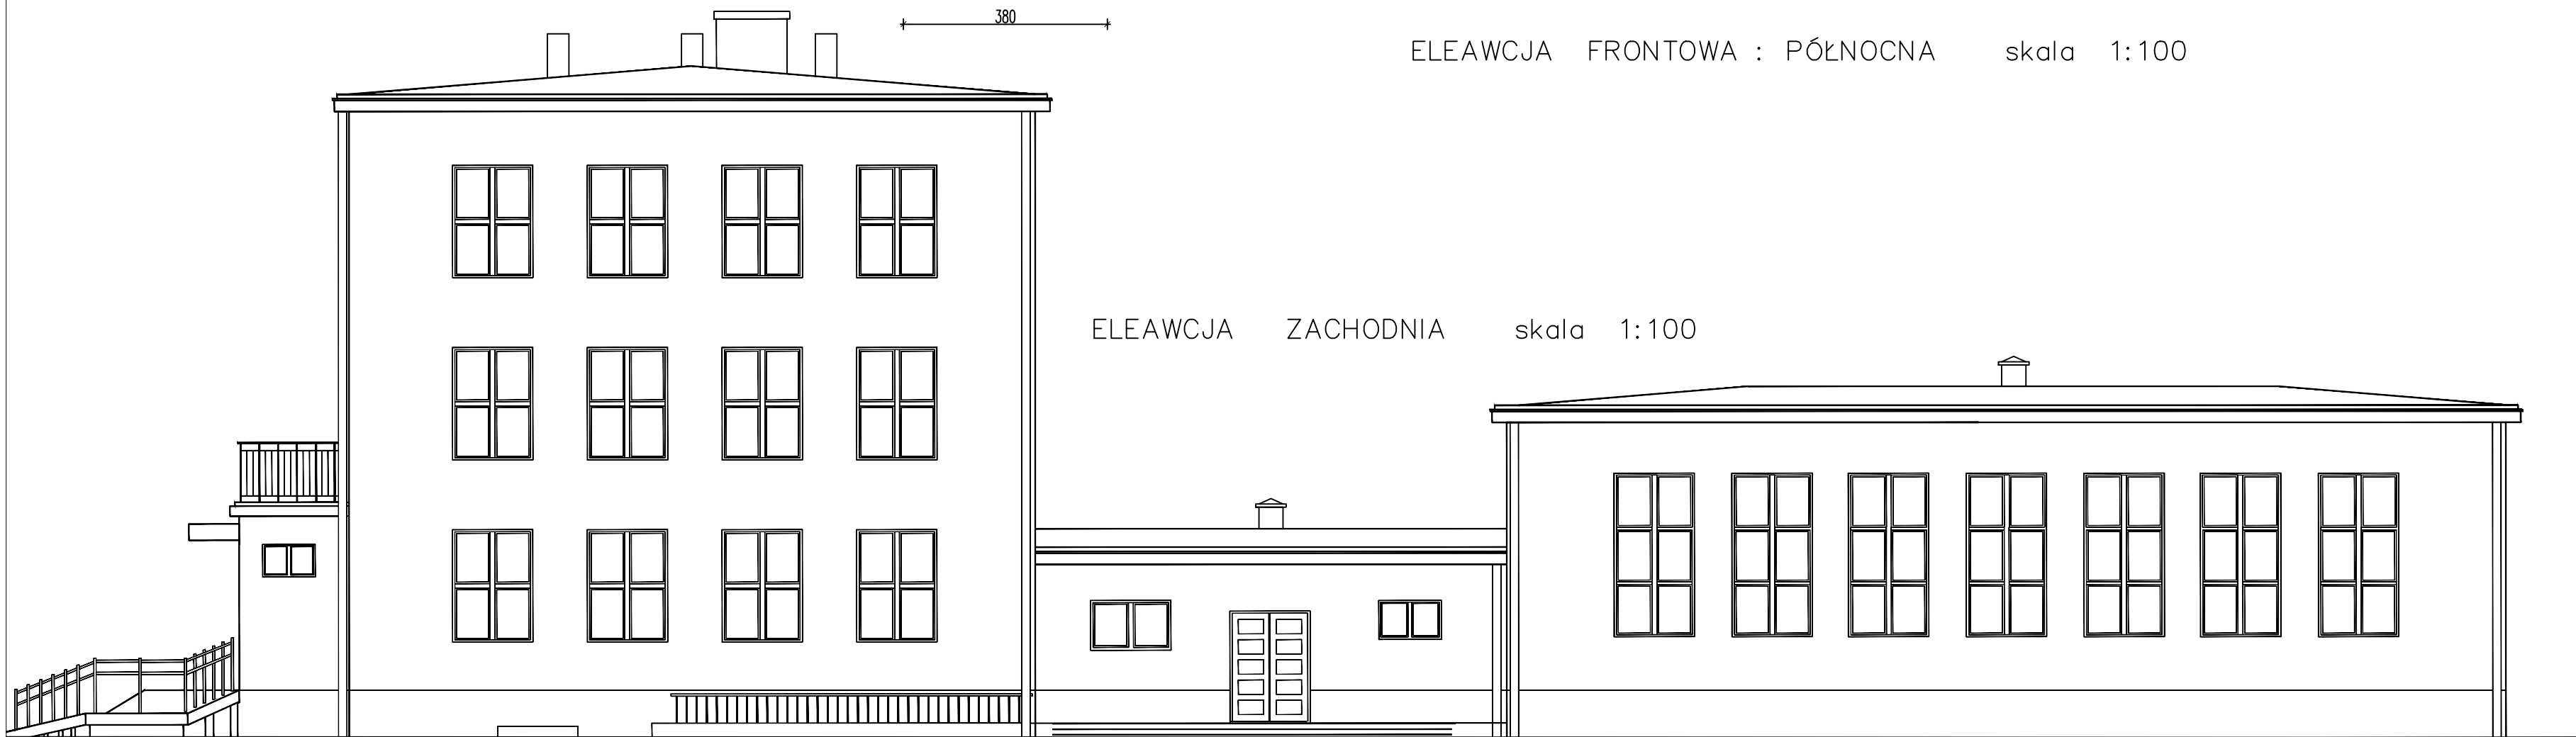 380
ELEAWCJA FRONTOWA : PÓŁNOCNA skala 1:100
ELEAWCJA ZACHODNIA skala 1:100